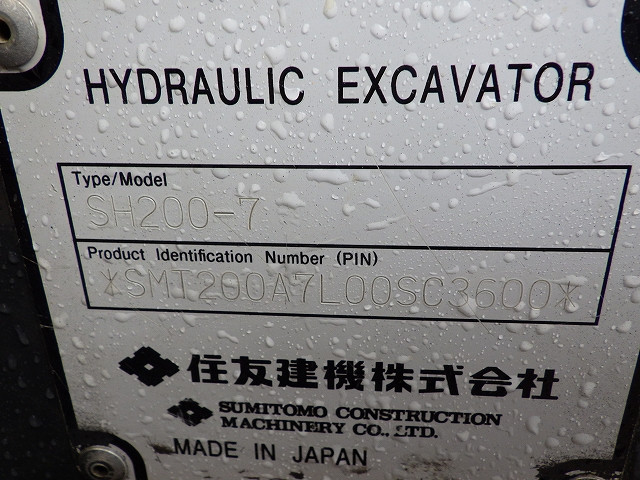 HYDRAULIC EXCAVATOR
Type/Model
SH200-7
Product Identification Number (PIN)
*SMT200A7L00SC3600*
住友建機株式会社
SUMITOMO CONSTRUCTION
MACHINERY CO., LTD.
MADE IN JAPAN